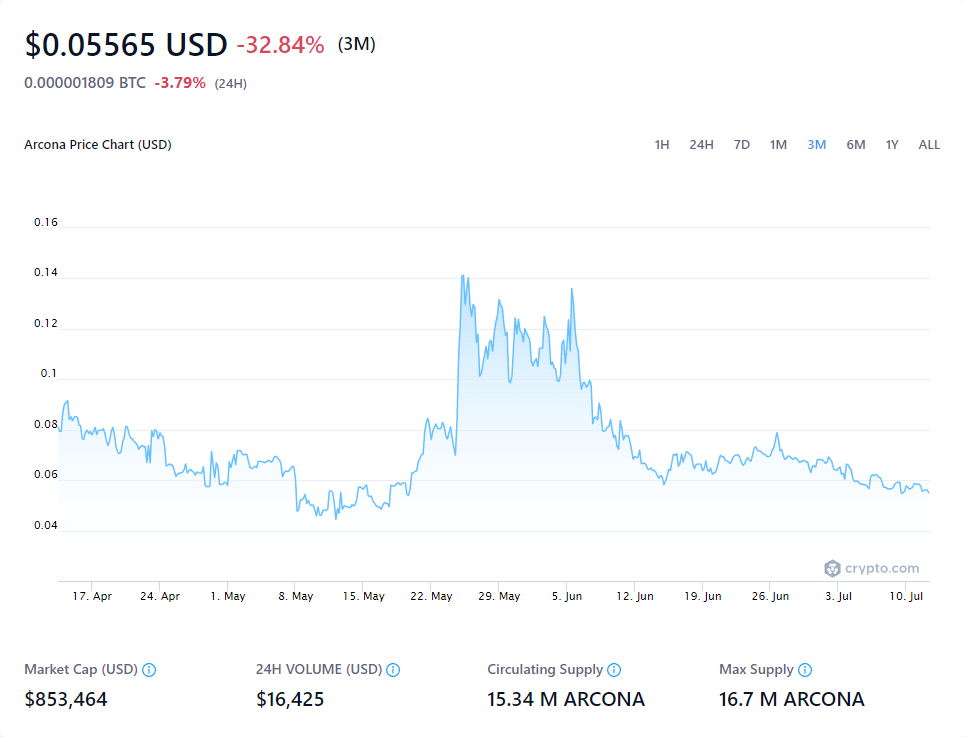 $0.05565 USD -32.84% (3M)
0.000001809 BTC -3.79% (24H)
Arcona Price Chart (USD) 1H 24H 7D 1M 3M 6M 1Y ALL
0.16
0.14
0.12
0.1
0.08
0.06
0.04
crypto.com
17. Apr 24. Apr 1. May 8. May 15. May 22. May 29. May 5. Jun 12. Jun 19. Jun 26. Jun 3. Jul 10. Jul
Market Cap (USD) 24H VOLUME (USD) Circulating Supply Max Supply
$853,464 $16,425 15.34 M ARCONA 16.7 M ARCONA